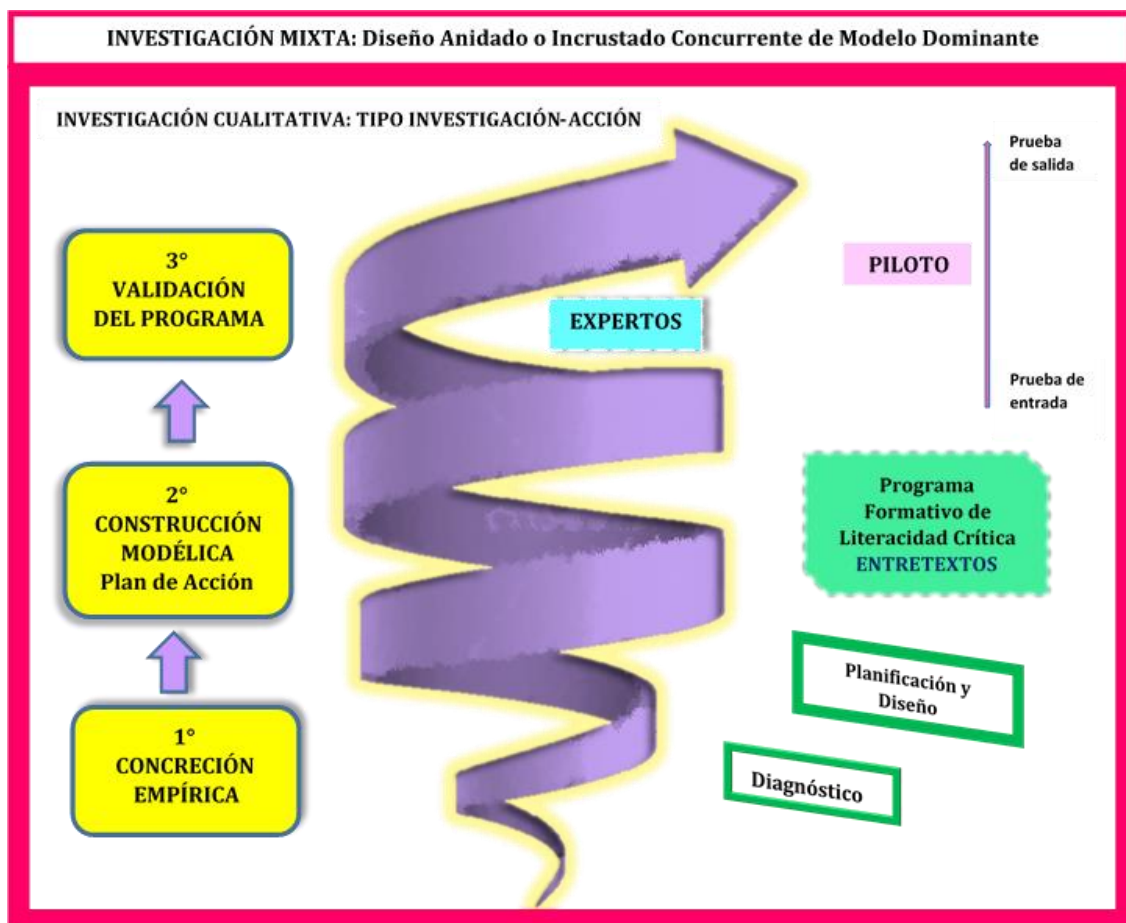 INVESTIGACIÓN MIXTA: Diseño Anidado o Incrustado Concurrente de Modelo Dominante
INVESTIGACIÓN CUALITATIVA: TIPO INVESTIGACIÓN-ACCIÓN
Prueba
de salida
3°
VALIDACIÓN
DEL PROGRAMA
PILOTO
EXPERTOS
Prueba de
entrada
2°
CONSTRUCCIÓN
MODÉLICA
Plan de Acción
Programa
Formativo de
Literacidad Crítica
ENTRETEXTOS
Planificación y
Diseño
1°
CONCRECIÓN
EMPÍRICA
Diagnóstico